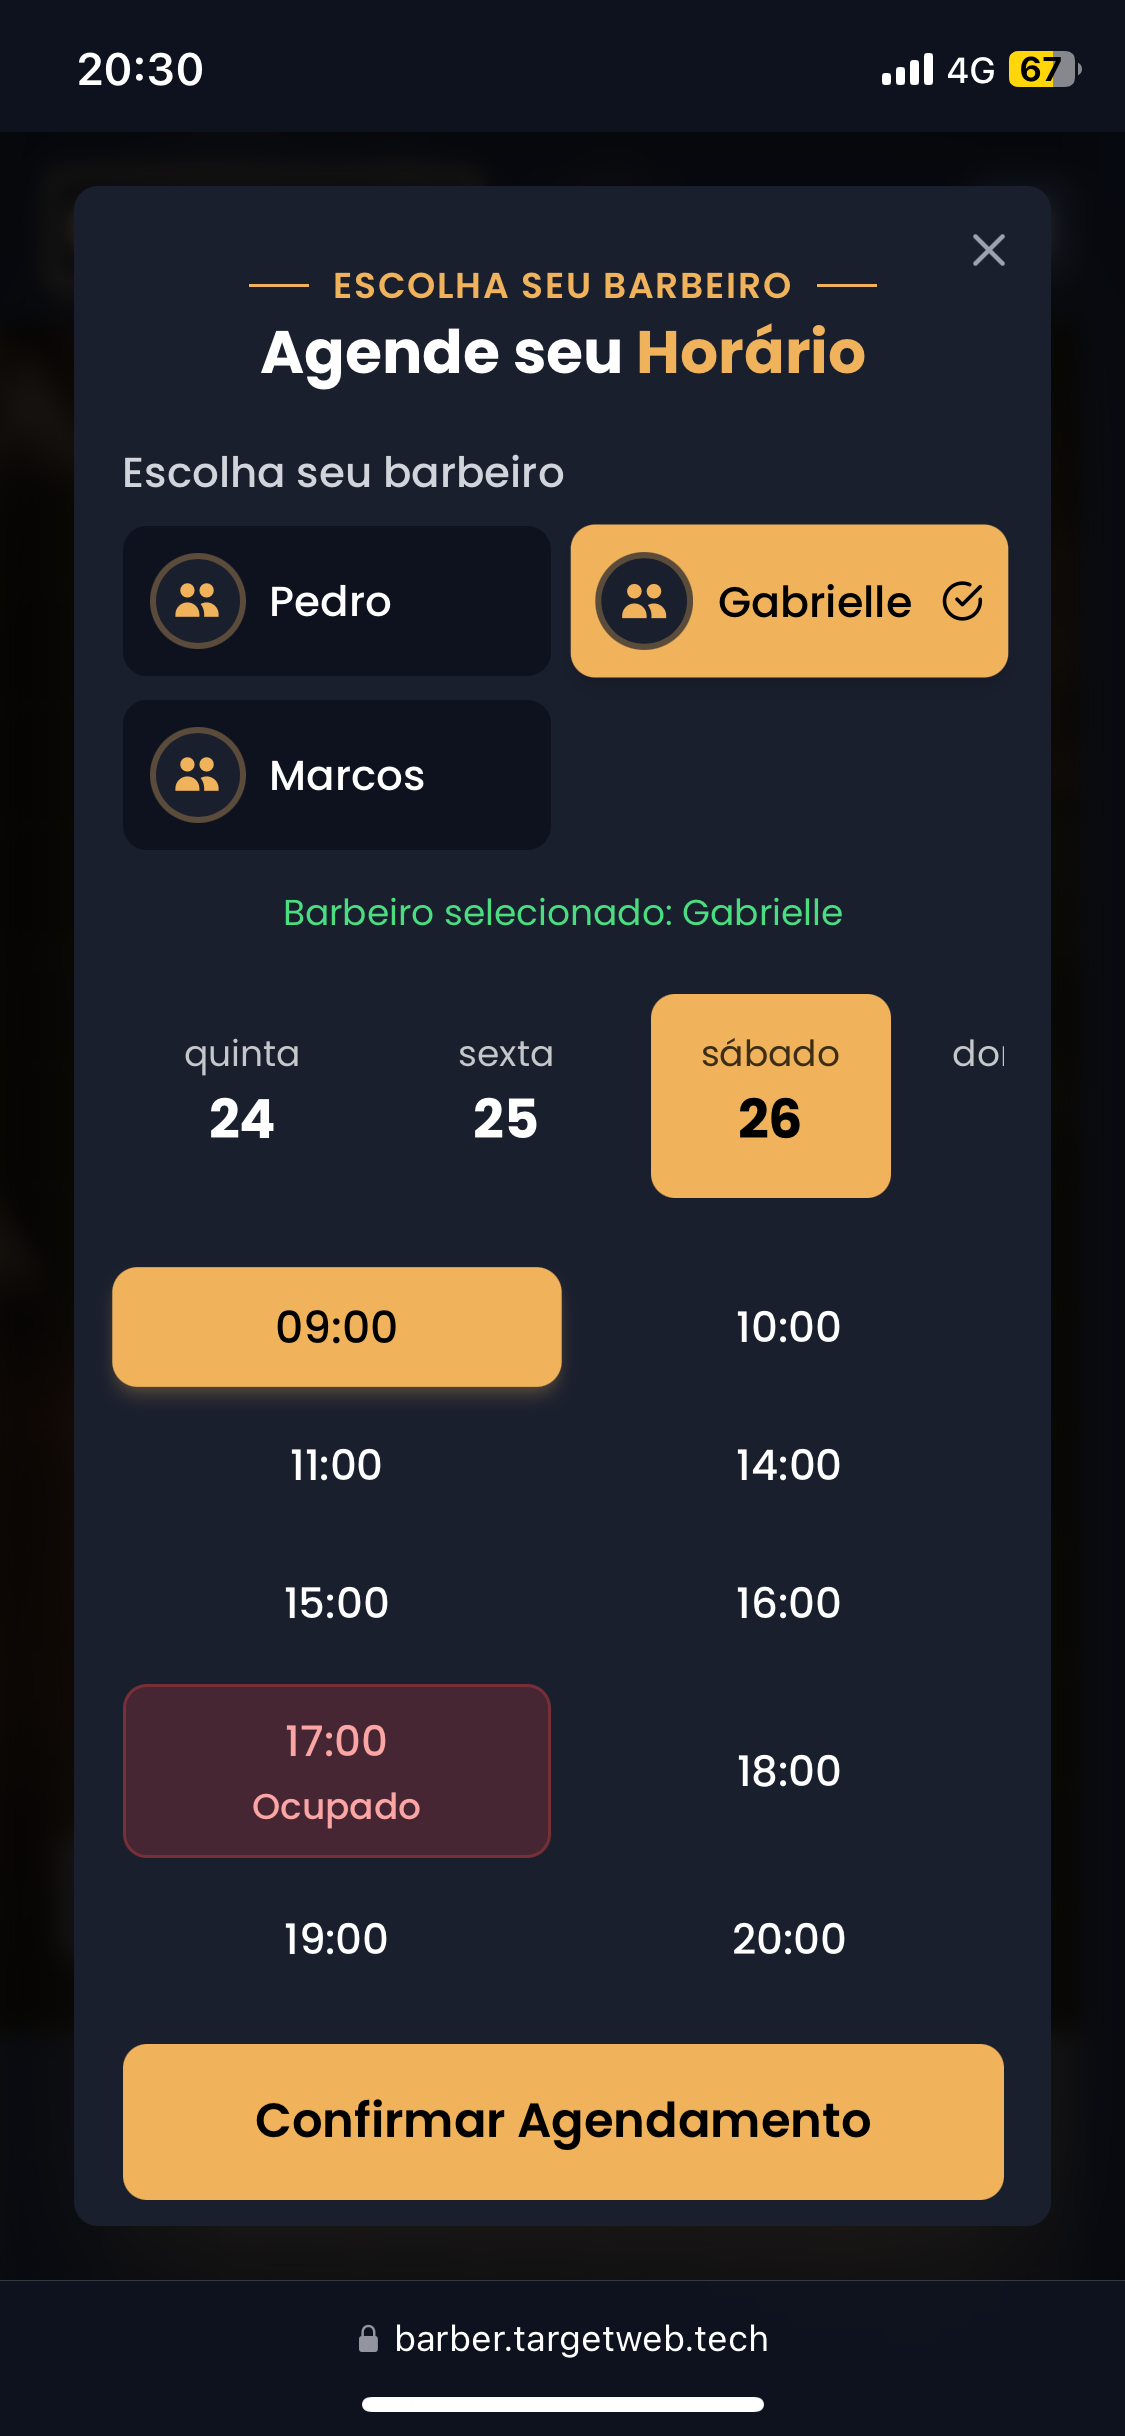 20:30
4G 67
ESCOLHA SEU BARBEIRO
Agende seu Horário
Escolha seu barbeiro
Pedro
Gabrielle
Marcos
Barbeiro selecionado: Gabrielle
quinta sexta sábado
24 25 26
09:00 10:00
11:00 14:00
15:00 16:00
17:00
Ocupado
18:00
19:00 20:00
Confirmar Agendamento
barber.targetweb.tech